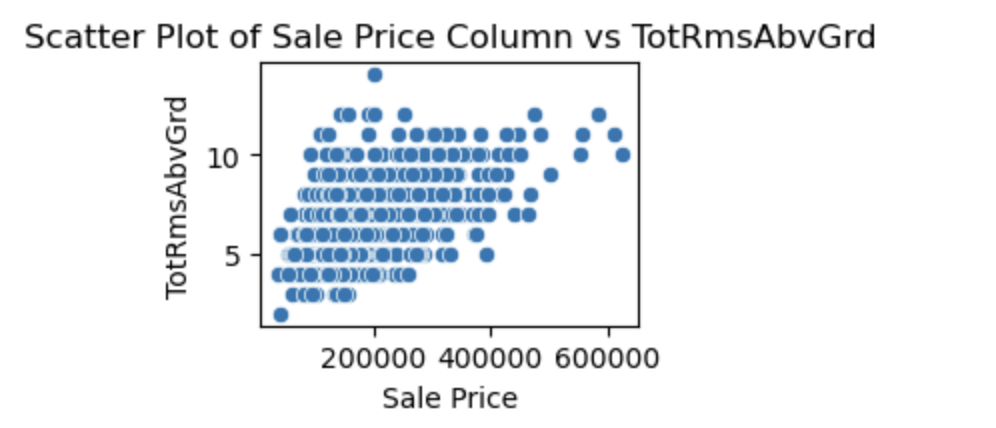 Scatter Plot of Sale Price Column vs TotRmsAbvGrd
TotRmsAbvGrd
10
5
200000 400000 600000
Sale Price